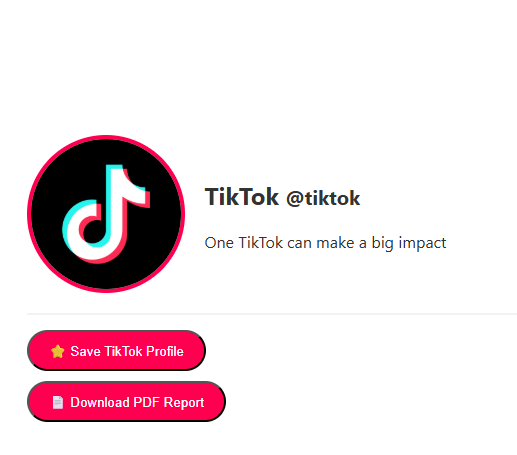 TikTok @tiktok
One TikTok can make a big impact
⭐ Save TikTok Profile
📄 Download PDF Report